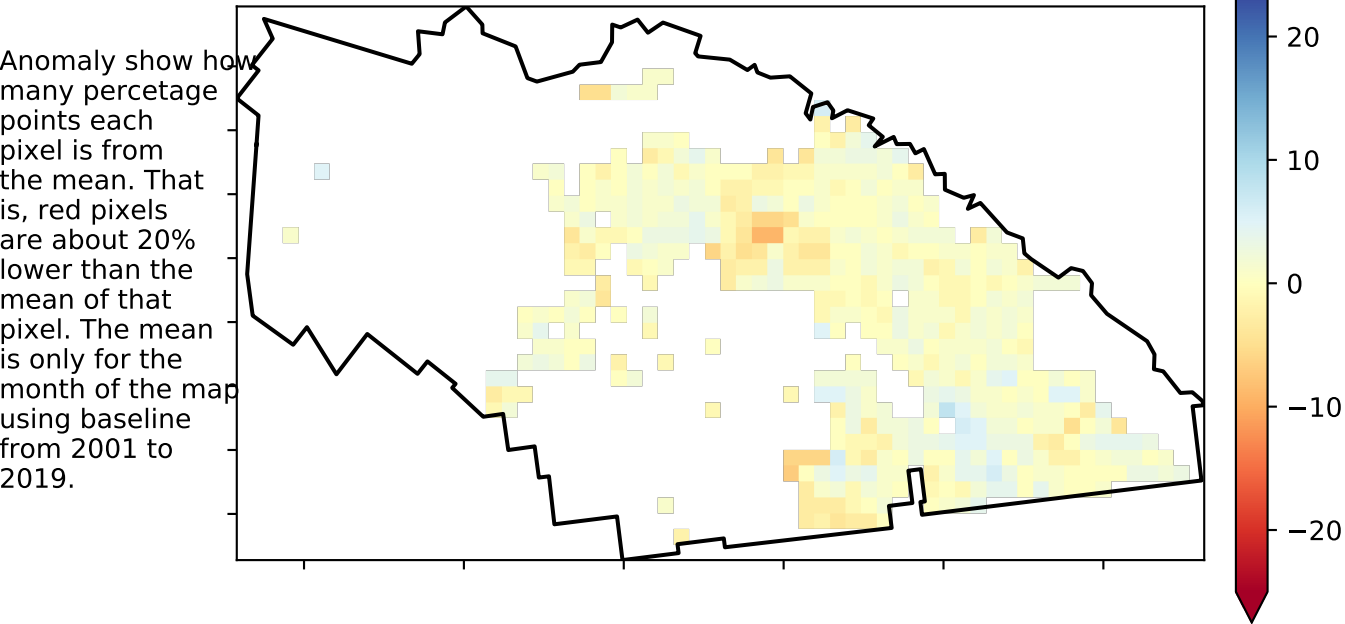 Anomaly show how
many percetage
points each
pixel is from
the mean. That
is, red pixels
are about 20%
lower than the
mean of that
pixel. The mean
is only for the
month of the map
using baseline
from 2001 to
2019.
20
10
0
−10
−20